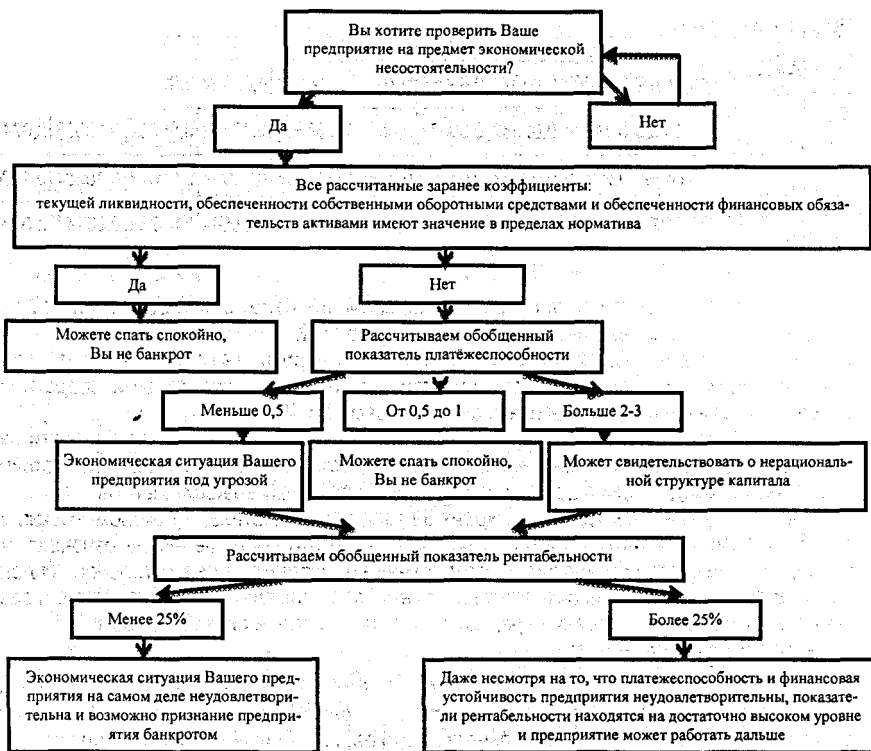 Вы хотите проверить Ваше
предприятие на предмет экономической
несостоятельности?
Да
Нет
Все рассчитанные заранее коэффициенты:
текущей ликвидности, обеспеченности собственными оборотными средствами и обеспеченности финансовых обяза-
тельств активами имеют значение в пределах норматива
Да
Нет
Можете спать спокойно,
Вы не банкрот
Рассчитываем обобщенный
показатель платёжеспособности
Меньше 0,5
От 0,5 до 1
Больше 2-3
Экономическая ситуация Вашего
предприятия под угрозой
Можете спать спокойно,
Вы не банкрот
Может свидетельствовать о нерациональ-
ной структуре капитала
Рассчитываем обобщенный показатель рентабельности
Менее 25%
Более 25%
Экономическая ситуация Вашего пред-
приятия на самом деле неудовлетвори-
тельна и возможно признание предпри-
ятия банкротом
Даже несмотря на то, что платежеспособность и финансовая
устойчивость предприятия неудовлетворительны, показате-
ли рентабельности находятся на достаточно высоком уровне
и предприятие может работать дальше